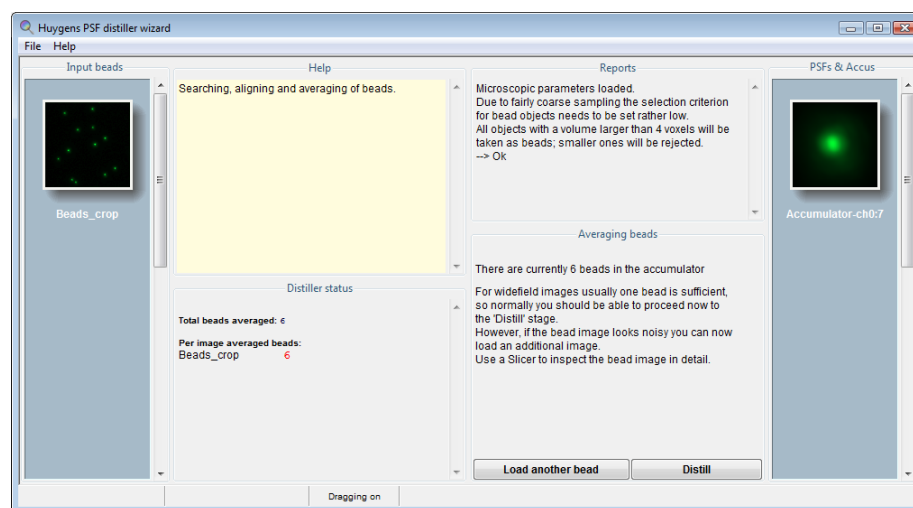 Huygens PSF distiller wizard
File Help
Input beads
Beads_crop
Help
Searching, aligning and averaging of beads.
Distiller status
Total beads averaged: 6
Per image averaged beads:
Beads_crop 6
Reports
Microscopic parameters loaded.
Due to fairly coarse sampling the selection criterion
for bead objects needs to be set rather low.
All objects with a volume larger than 4 voxels will be
taken as beads; smaller ones will be rejected.
--> Ok
Averaging beads
There are currently 6 beads in the accumulator
For widefield images usually one bead is sufficient,
so normally you should be able to proceed now to
the 'Distill' stage.
However, if the bead image looks noisy you can now
load an additional image.
Use a Slicer to inspect the bead image in detail.
Load another bead Distill
PSFs & Accus
Accumulator-ch0:7
Dragging on